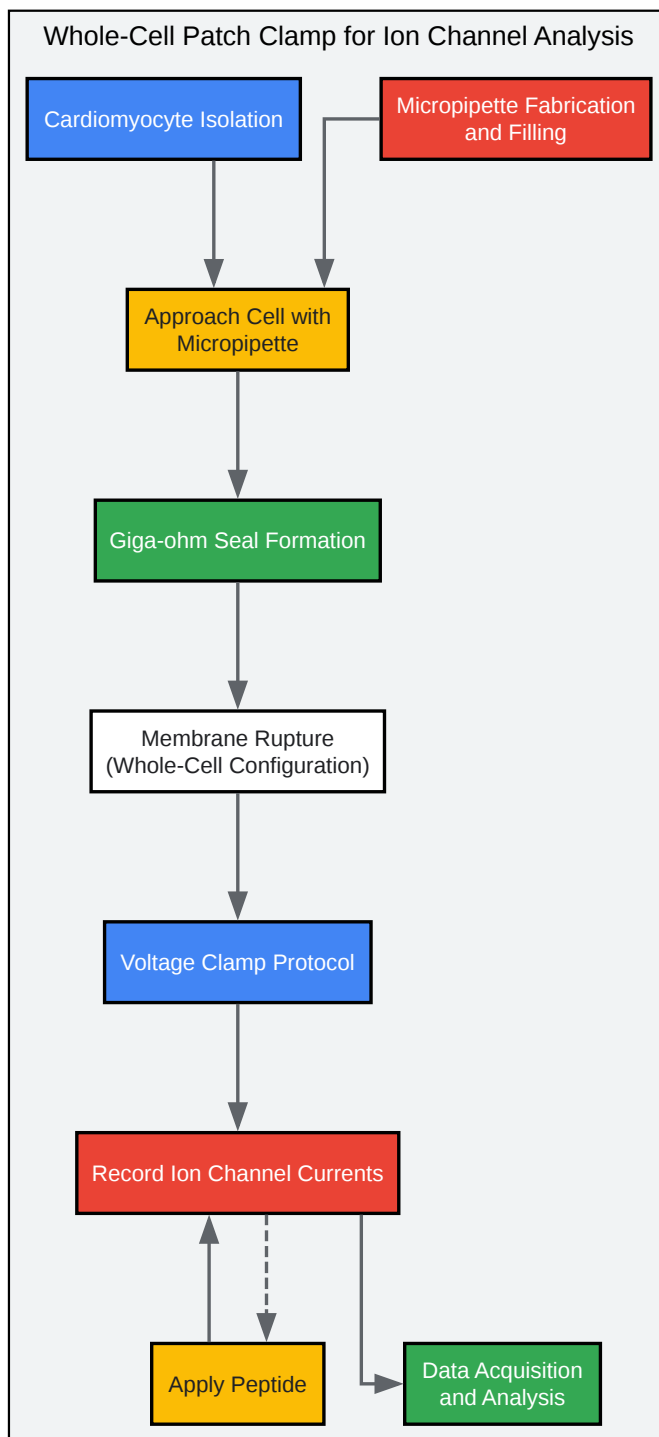 Whole-Cell Patch Clamp for Ion Channel Analysis
Cardiomyocyte Isolation
Micropipette Fabrication
and Filling
Approach Cell with
Micropipette
Giga-ohm Seal Formation
Membrane Rupture
(Whole-Cell Configuration)
Voltage Clamp Protocol
Record Ion Channel Currents
Apply Peptide
Data Acquisition
and Analysis